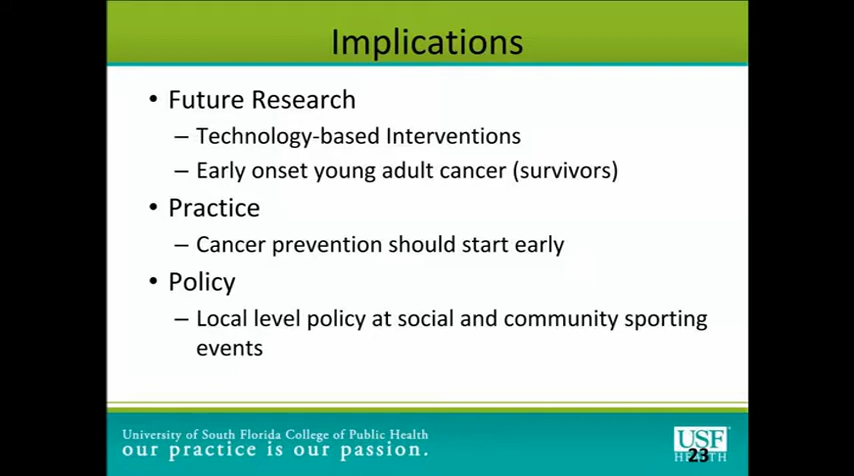 Implications
• Future Research
– Technology-based Interventions
– Early onset young adult cancer (survivors)
• Practice
– Cancer prevention should start early
• Policy
– Local level policy at social and community sporting
events
University of South Florida College of Public Health
our practice is our passion.
USF
HEALTH
23